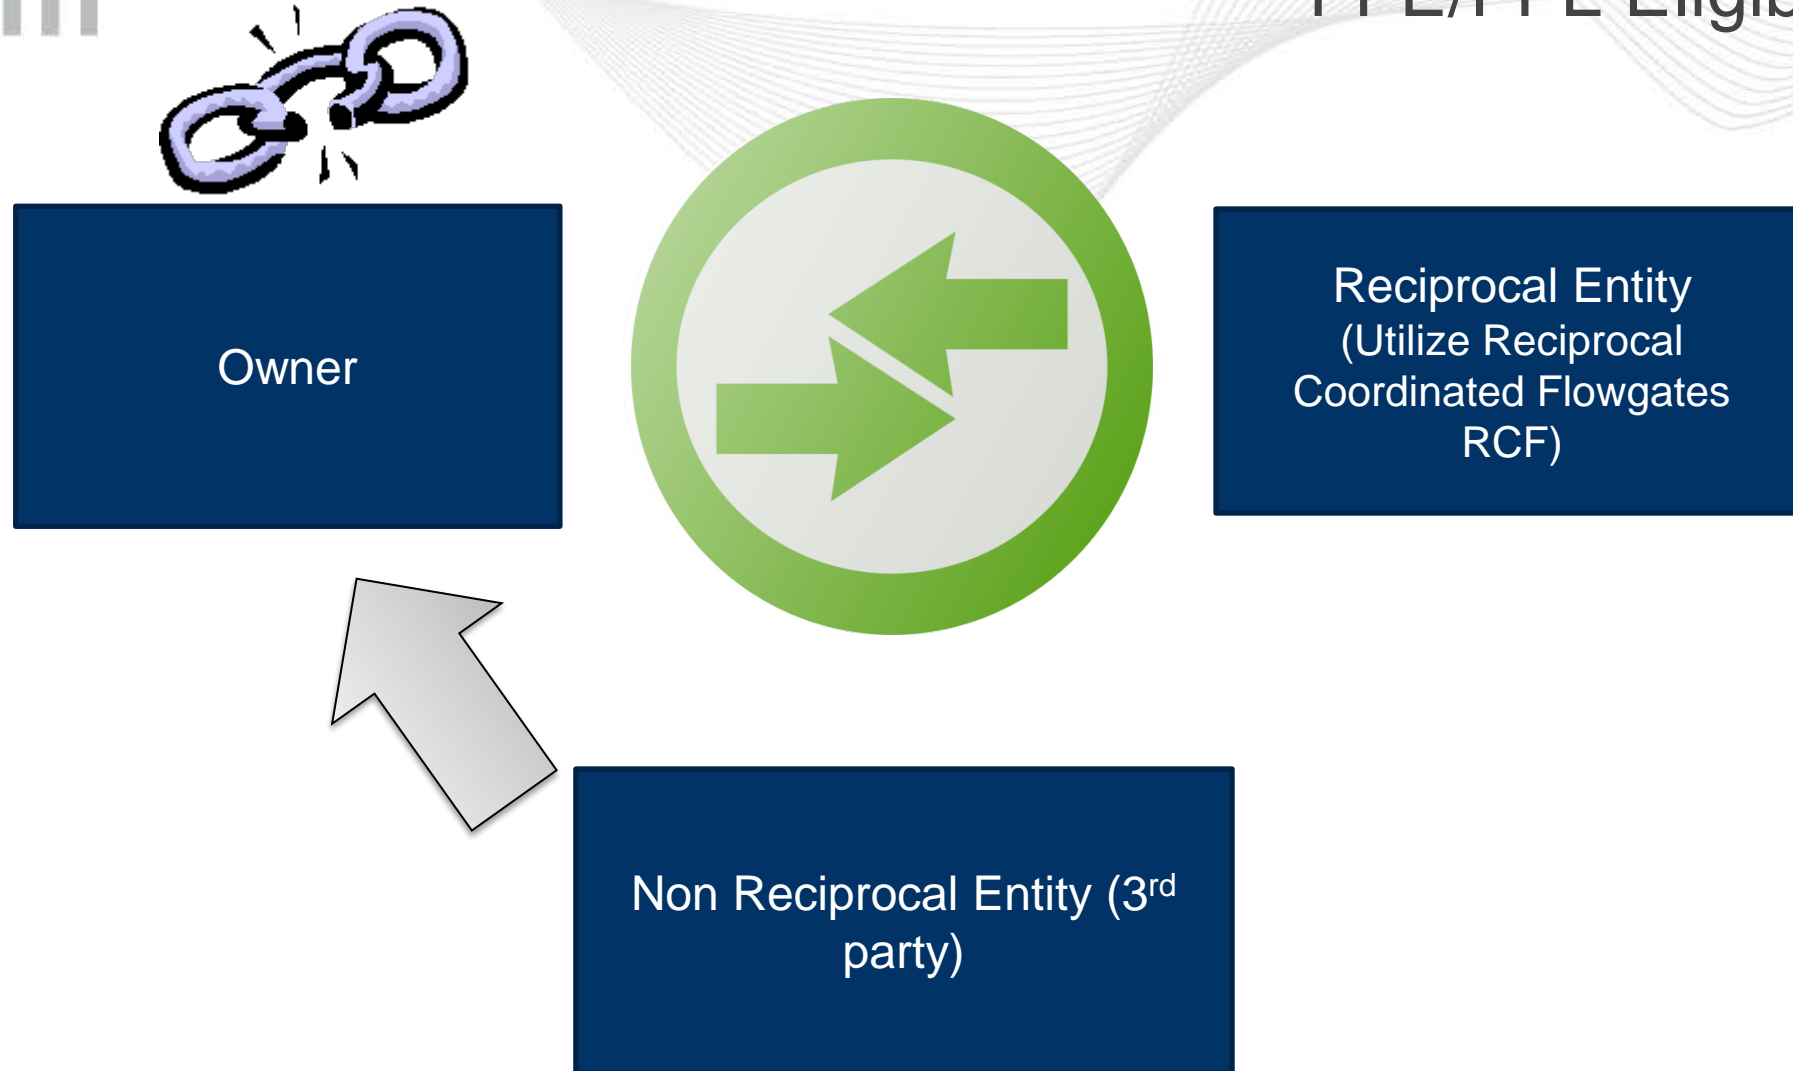 Owner
Reciprocal Entity
(Utilize Reciprocal
Coordinated Flowgates
RCF)
Non Reciprocal Entity (3rd
party)